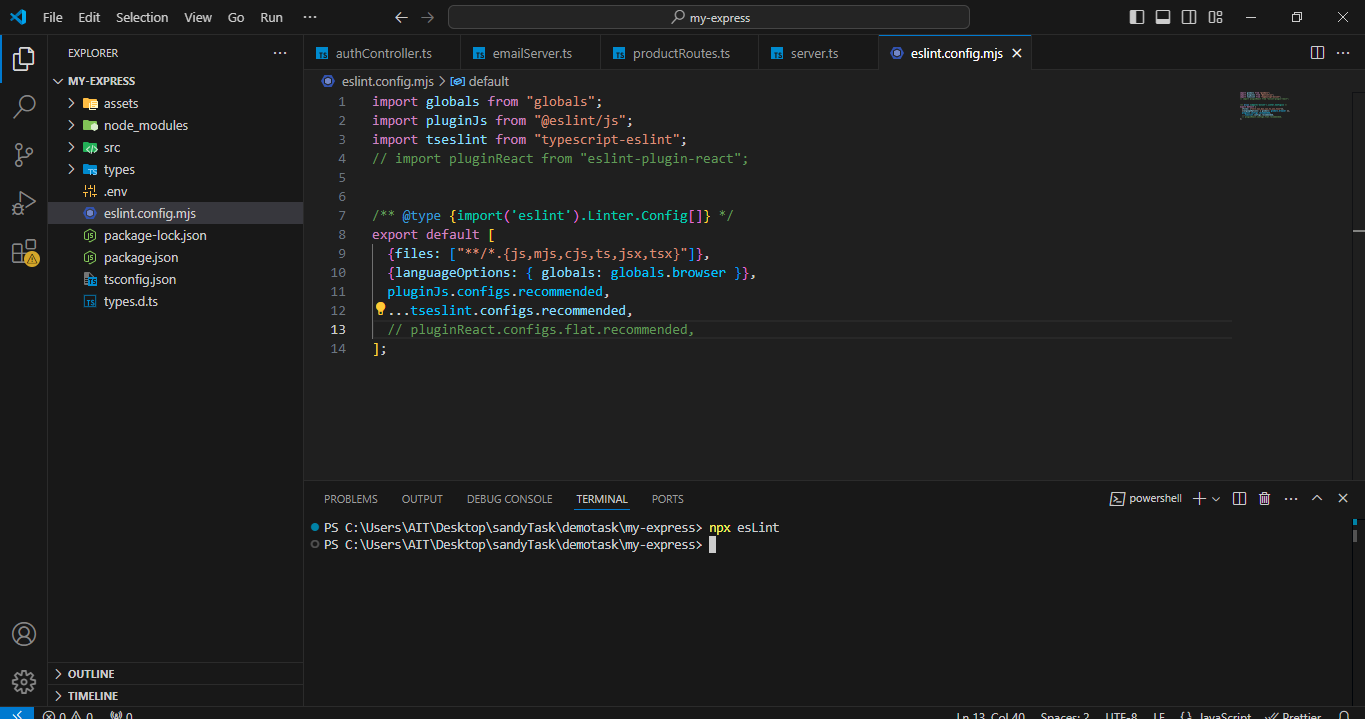 File Edit Selection View Go Run ··· my-express
EXPLORER ···
MY-EXPRESS
assets
node_modules
src
types
.env
eslint.config.mjs
package-lock.json
package.json
tsconfig.json
types.d.ts
OUTLINE
TIMELINE
authController.ts emailServer.ts productRoutes.ts server.ts eslint.config.mjs
eslint.config.mjs > default
1 import globals from "globals";
2 import pluginJs from "@eslint/js";
3 import tseslint from "typescript-eslint";
4 // import pluginReact from "eslint-plugin-react";
5
6
7 /** @type {import('eslint').Linter.Config[]} */
8 export default [
9 {files: ["**/*.{js,mjs,cjs,ts,jsx,tsx}"]},
10 {languageOptions: { globals: globals.browser }},
11 pluginJs.configs.recommended,
12 ...tseslint.configs.recommended,
13 // pluginReact.configs.flat.recommended,
14 ];
PROBLEMS OUTPUT DEBUG CONSOLE TERMINAL PORTS powershell
PS C:\Users\AIT\Desktop\sandyTask\demotask\my-express> npx esLint
PS C:\Users\AIT\Desktop\sandyTask\demotask\my-express>
0 0 0 Ln 13, Col 40 Spaces: 2 UTF-8 LF {} JavaScript Prettier